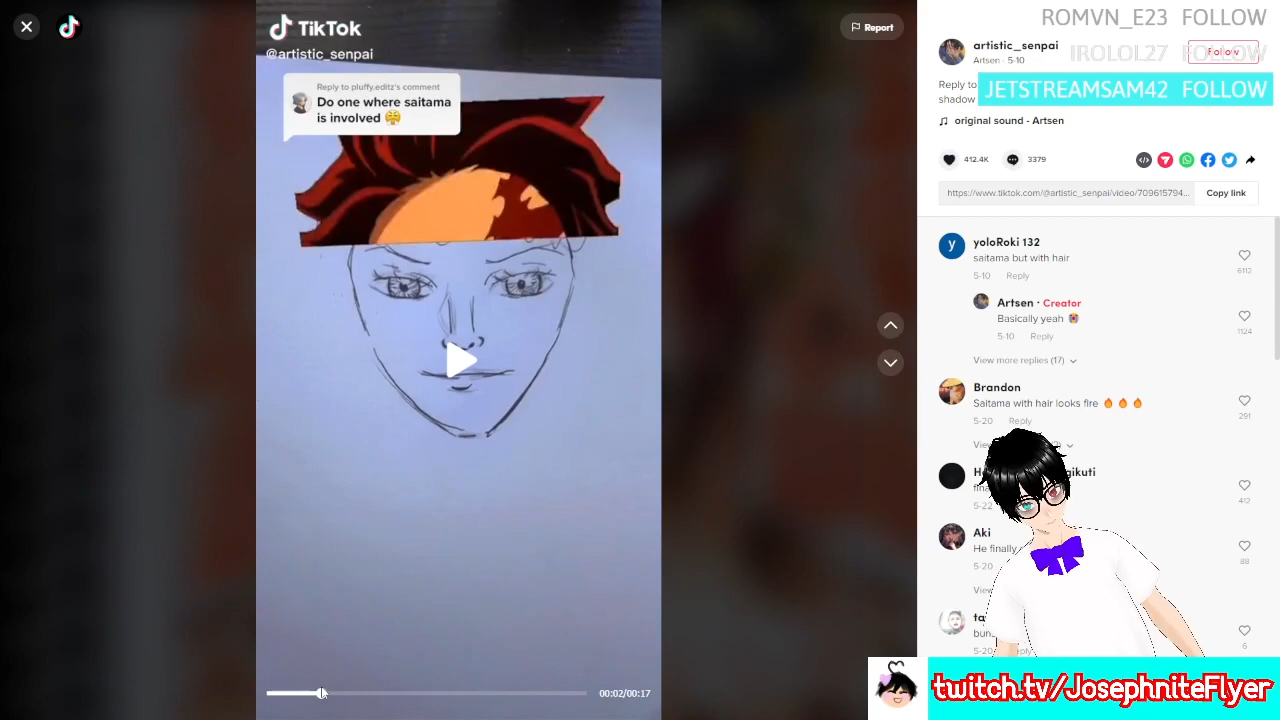 TikTok
@artistic_senpai
Reply to pluffy.editz's comment
Do one where saitama
is involved 😤
Report
00:02/00:17
ROMVN_E23 FOLLOW
IROLOL27 FOLLOW
JETSTREAMSAM42 FOLLOW
artistic_senpai
Artsen · 5-10
Follow
Reply to
shadow
original sound - Artsen
412.4K
3379
https://www.tiktok.com/@artistic_senpai/video/709615794...
Copy link
y
yoloRoki 132
saitama but with hair
5-10 Reply
6112
Artsen · Creator
Basically yeah
5-10 Reply
1124
View more replies (17)
Brandon
Saitama with hair looks fire 🔥 🔥 🔥
5-20 Reply
291
gikuti
5-22
412
Aki
He finally
5-20
88
5-20
6
twitch.tv/JosephniteFlyer